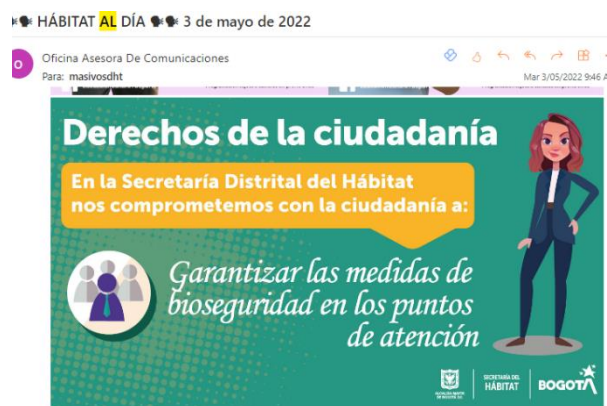 HÁBITAT AL DÍA 3 de mayo de 2022
O
Oficina Asesora De Comunicaciones
Para: masivosdht
Mar 3/05/2022 9:46 A
Derechos de la ciudadanía
En la Secretaría Distrital del Hábitat
nos comprometemos con la ciudadanía a:
Garantizar las medidas de
bioseguridad en los puntos
de atención
SECRETARÍA DEL
HÁBITAT
BOGOTÁ